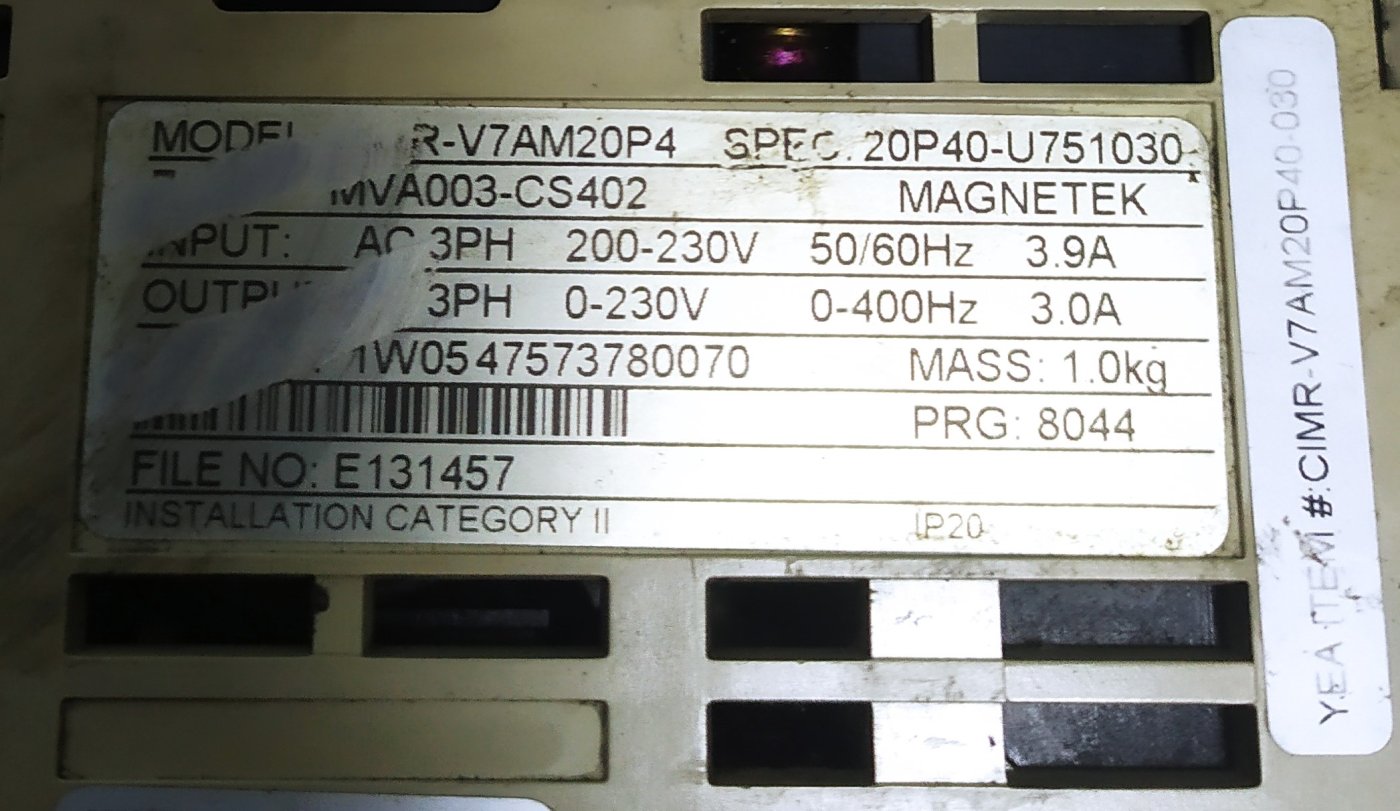 MODEL R-V7AM20P4 SPEC. 20P40-U751030
MVA003-CS402 MAGNETEK
INPUT: AC 3PH 200-230V 50/60Hz 3.9A
OUTPUT 3PH 0-230V 0-400Hz 3.0A
1W0547573780070 MASS: 1.0kg
PRG: 8044
FILE NO: E131457
INSTALLATION CATEGORY II IP20
YEA ITEM #:CIMR-V7AM20P40-030